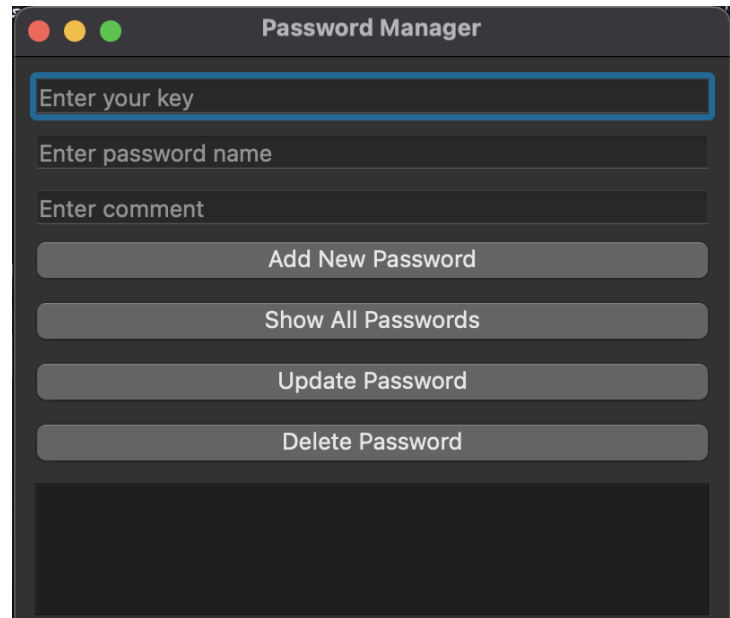 Password Manager
Enter your key
Enter password name
Enter comment
Add New Password
Show All Passwords
Update Password
Delete Password